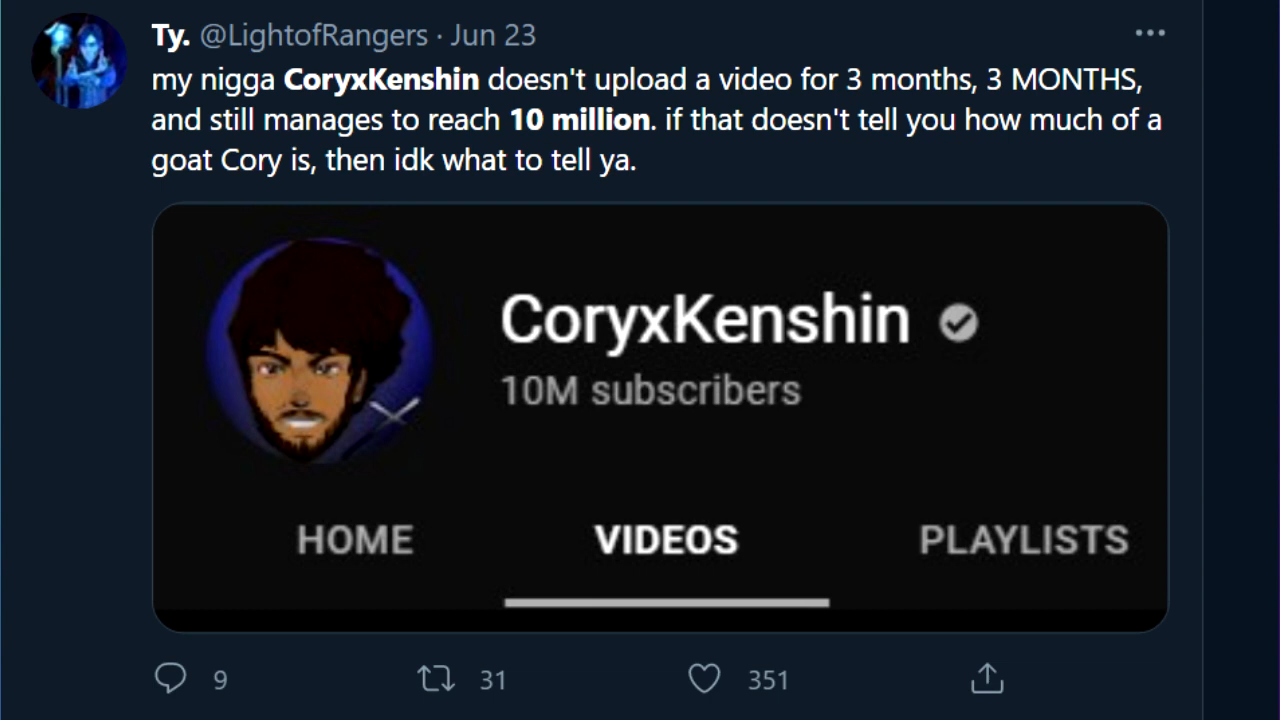 Ty. @LightofRangers · Jun 23
my nigga CoryxKenshin doesn't upload a video for 3 months, 3 MONTHS,
and still manages to reach 10 million. if that doesn't tell you how much of a
goat Cory is, then idk what to tell ya.
CoryxKenshin
10M subscribers
HOME VIDEOS PLAYLISTS
9 31 351